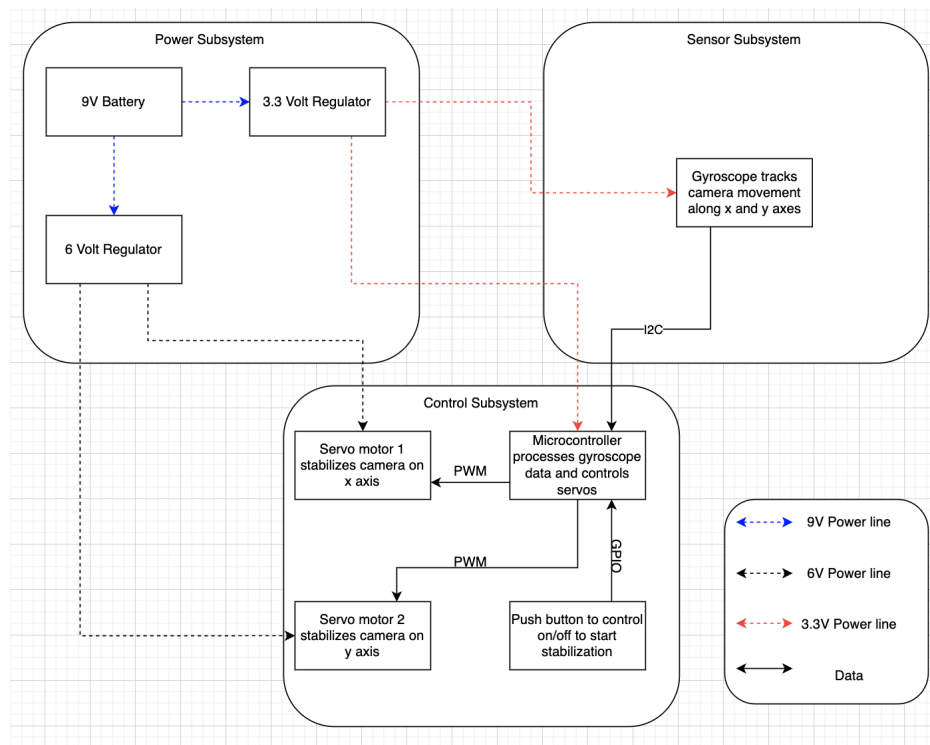 Power Subsystem
Sensor Subsystem
9V Battery
3.3 Volt Regulator
Gyroscope tracks
camera movement
along x and y axes
6 Volt Regulator
I2C
Control Subsystem
Servo motor 1
stabilizes camera on
x axis
PWM
Microcontroller
processes gyroscope
data and controls
servos
PWM
GPIO
Servo motor 2
stabilizes camera on
y axis
Push button to control
on/off to start
stabilization
9V Power line
6V Power line
3.3V Power line
Data